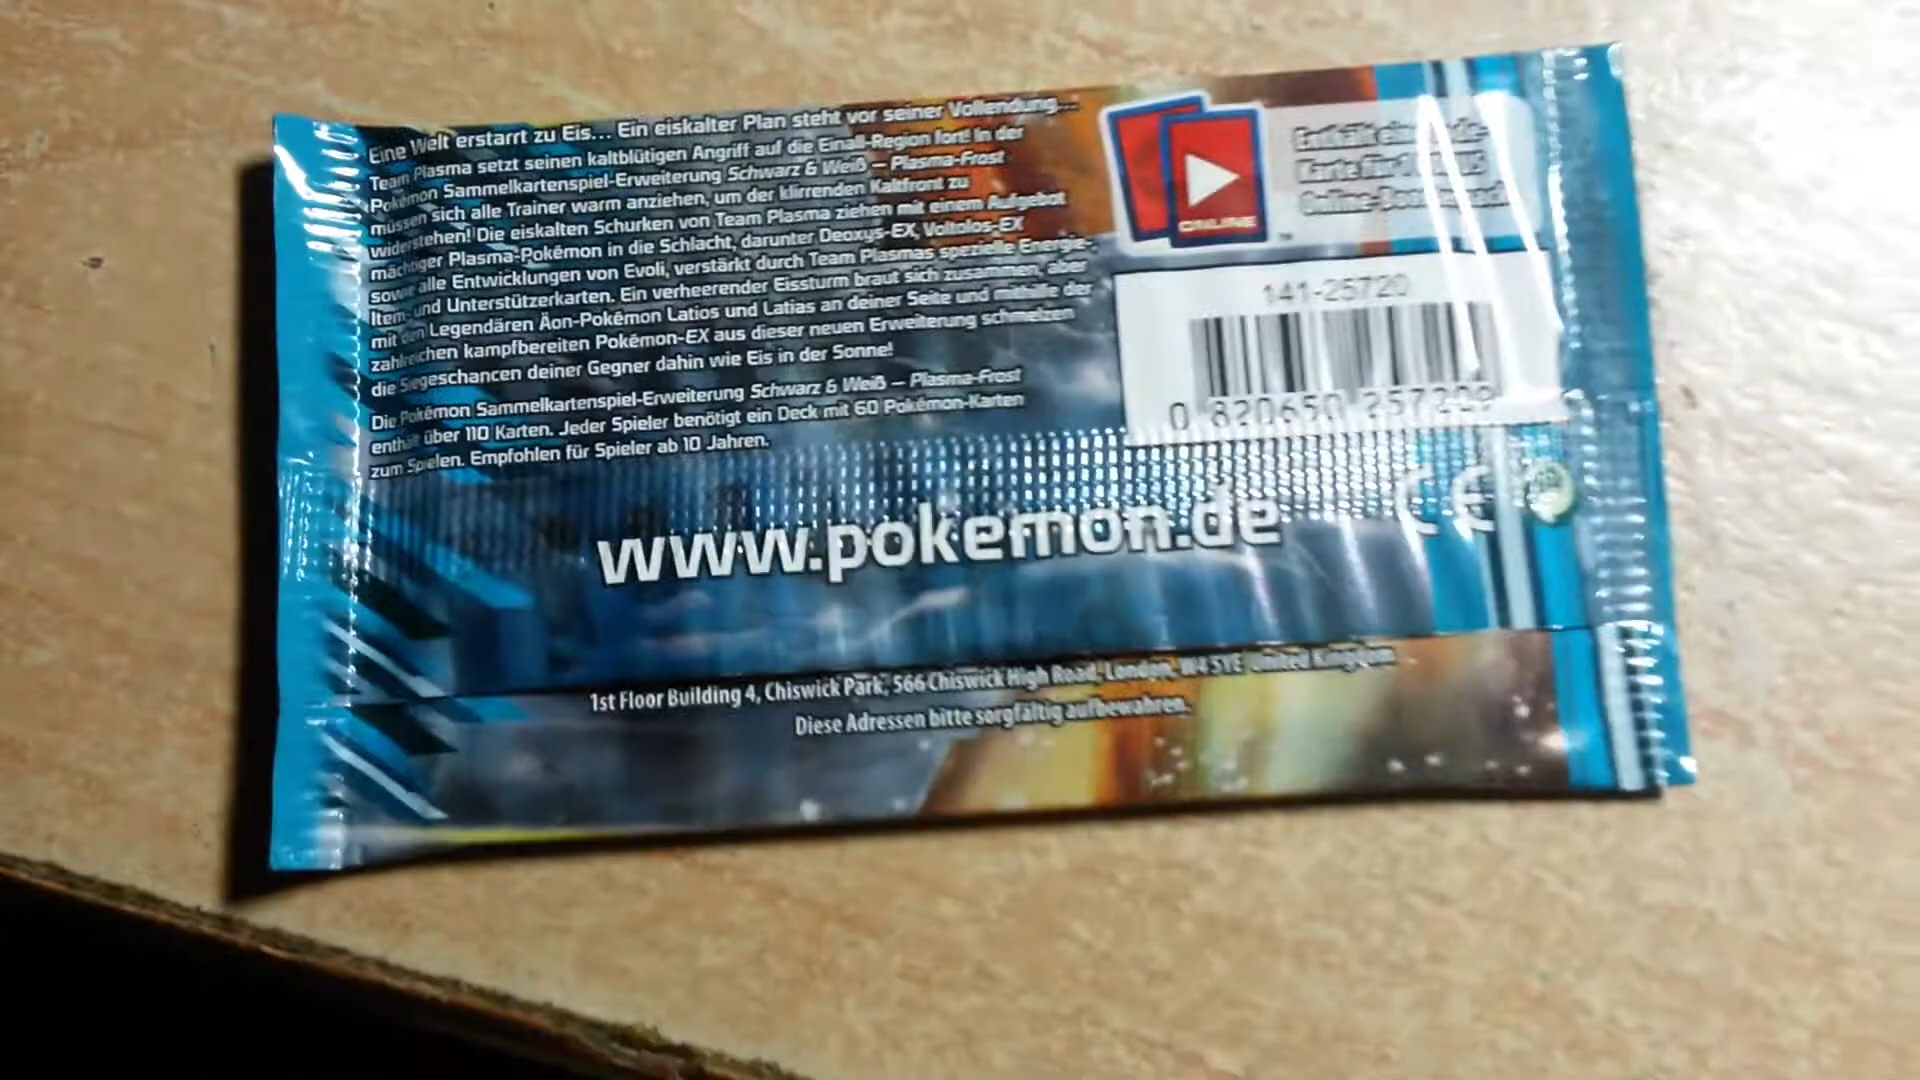 Eine Welt erstarrt zu Eis... Ein eiskalter Plan steht vor seiner Vollendung...
Team Plasma setzt seinen kaltblütigen Angriff auf die Einall-Region fort! In der
Pokémon Sammelkartenspiel-Erweiterung Schwarz & Weiß – Plasma-Frost
müssen sich alle Trainer warm anziehen, um der klirrenden Kaltfront zu
widerstehen! Die eiskalten Schurken von Team Plasma ziehen mit einem Aufgebot
mächtiger Plasma-Pokémon in die Schlacht, darunter Deoxys-EX, Voltolos-EX
sowie alle Entwicklungen von Evoli, verstärkt durch Team Plasmas spezielle Energie-
Item- und Unterstützerkarten. Ein verheerender Eissturm braut sich zusammen, aber
mit den Legendären Äon-Pokémon Latios und Latias an deiner Seite und mithilfe der
zahlreichen kampfbereiten Pokémon-EX aus dieser neuen Erweiterung schmelzen
die Siegeschancen deiner Gegner dahin wie Eis in der Sonne!
Die Pokémon Sammelkartenspiel-Erweiterung Schwarz & Weiß – Plasma-Frost
enthält über 110 Karten. Jeder Spieler benötigt ein Deck mit 60 Pokémon-Karten
zum Spielen. Empfohlen für Spieler ab 10 Jahren.
ONLINE
TM
Enthält eine
Karte für
141-25720
0 820650 257209
www.pokemon.de
CE
1st Floor Building 4, Chiswick Park, 566 Chiswick High Road, London, W4 5YE United Kingdom
Diese Adressen bitte sorgfältig aufbewahren.